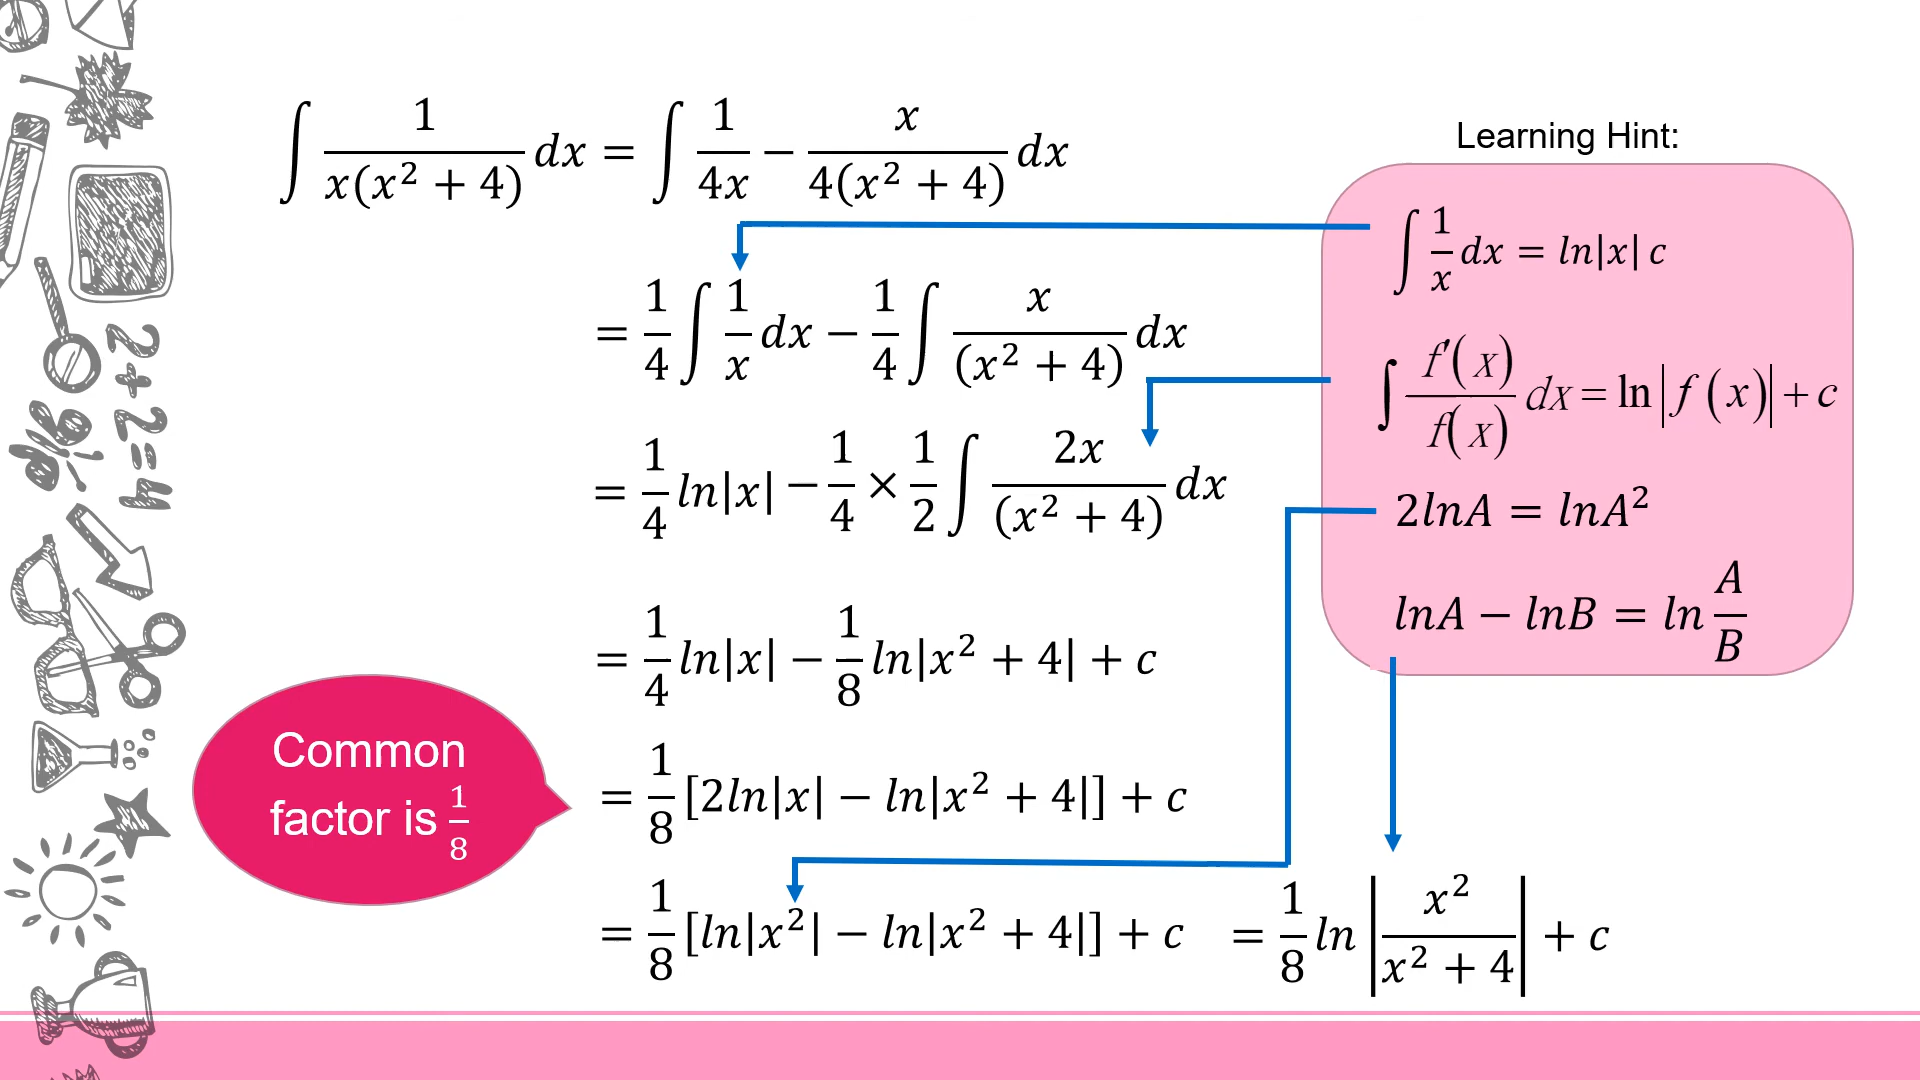 ∫ 1/(x(x² + 4)) dx = ∫ 1/(4x) − x/(4(x² + 4)) dx
= 1/4 ∫ 1/x dx − 1/4 ∫ x/((x² + 4)) dx
= 1/4 ln|x| − 1/4 × 1/2 ∫ 2x/((x² + 4)) dx
= 1/4 ln|x| − 1/8 ln|x² + 4| + c
= 1/8 [2ln|x| − ln|x² + 4|] + c
= 1/8 [ln|x²| − ln|x² + 4|] + c = 1/8 ln |x²/(x² + 4)| + c
Common
factor is 1/8
Learning Hint:
∫ 1/x dx = ln|x| c
∫ f′(x)/f(x) dx = ln|f(x)| + c
2lnA = lnA²
lnA − lnB = ln A/B
2+2=4
%